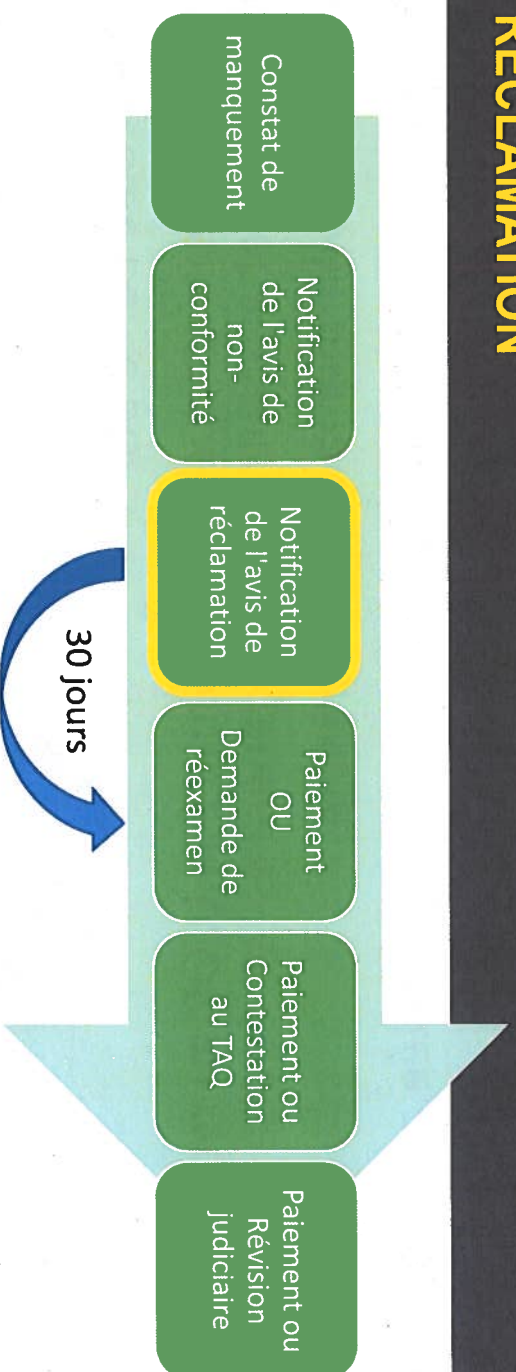 RÉCLAMATION
Constat de
manquement
Notification
de l'avis de
non-
conformité
Notification
de l'avis de
réclamation
Paiement
OU
Demande de
réexamen
Paiement ou
Contestation
au TAQ
Paiement ou
Révision
judiciaire
30 jours